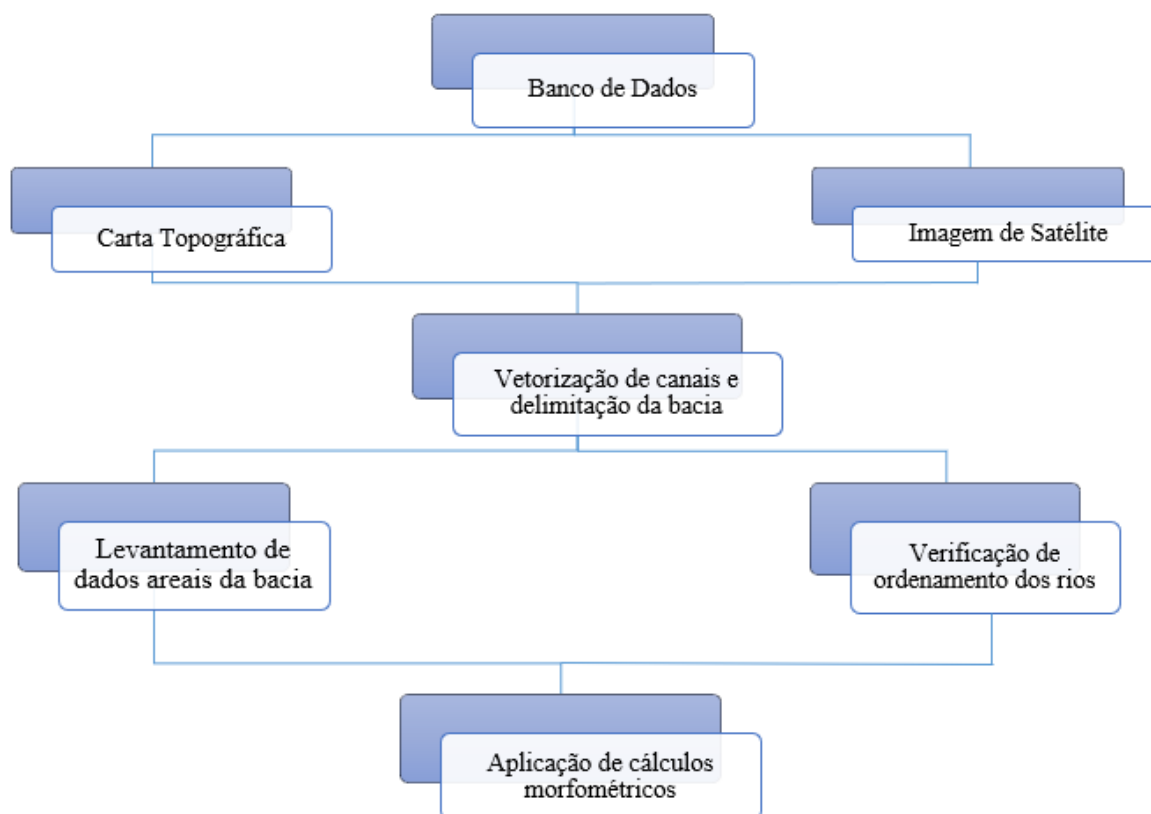 Banco de Dados
Carta Topográfica
Imagem de Satélite
Vetorização de canais e
delimitação da bacia
Levantamento de
dados areais da bacia
Verificação de
ordenamento dos rios
Aplicação de cálculos
morfométricos